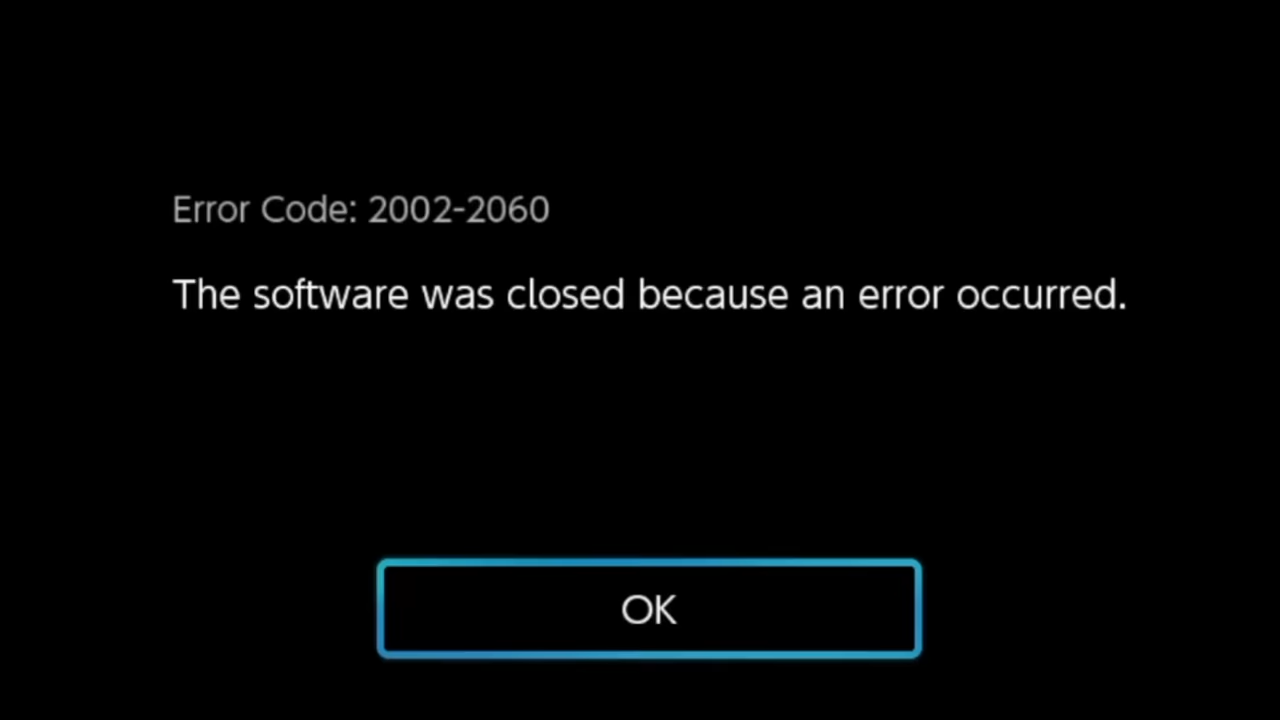 Error Code: 2002-2060
The software was closed because an error occurred.
OK